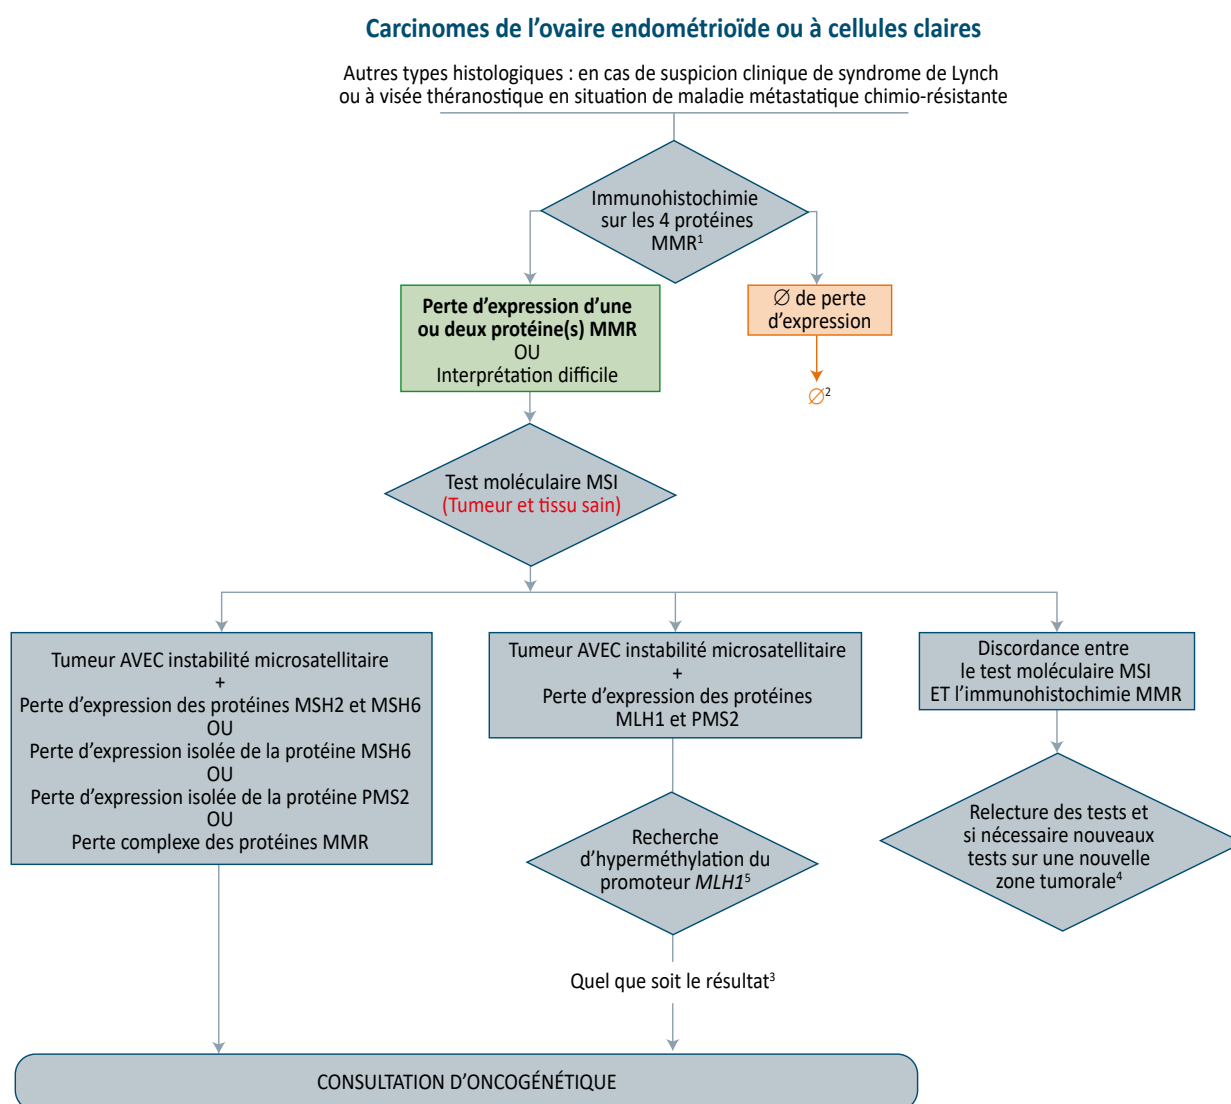 Carcinomes de l’ovaire endométrioïde ou à cellules claires
Autres types histologiques : en cas de suspicion clinique de syndrome de Lynch
ou à visée théranostique en situation de maladie métastatique chimio-résistante
Immunohistochimie
sur les 4 protéines
MMR¹
Perte d’expression d’une
ou deux protéine(s) MMR
OU
Interprétation difficile
∅ de perte
d’expression
∅²
Test moléculaire MSI
(Tumeur et tissu sain)
Tumeur AVEC instabilité microsatellitaire
+
Perte d’expression des protéines MSH2 et MSH6
OU
Perte d’expression isolée de la protéine MSH6
OU
Perte d’expression isolée de la protéine PMS2
OU
Perte complexe des protéines MMR
Tumeur AVEC instabilité microsatellitaire
+
Perte d’expression des protéines
MLH1 et PMS2
Discordance entre
le test moléculaire MSI
ET l’immunohistochimie MMR
Recherche
d’hyperméthylation du
promoteur MLH1⁵
Relecture des tests et
si nécessaire nouveaux
tests sur une nouvelle
zone tumorale⁴
Quel que soit le résultat³
CONSULTATION D’ONCOGÉNÉTIQUE